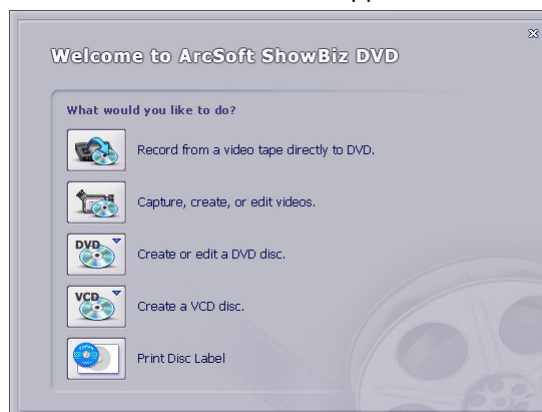 Welcome to ArcSoft ShowBiz DVD
What would you like to do?
Record from a video tape directly to DVD.
Capture, create, or edit videos.
DVD
Create or edit a DVD disc.
VCD
Create a VCD disc.
Print Disc Label